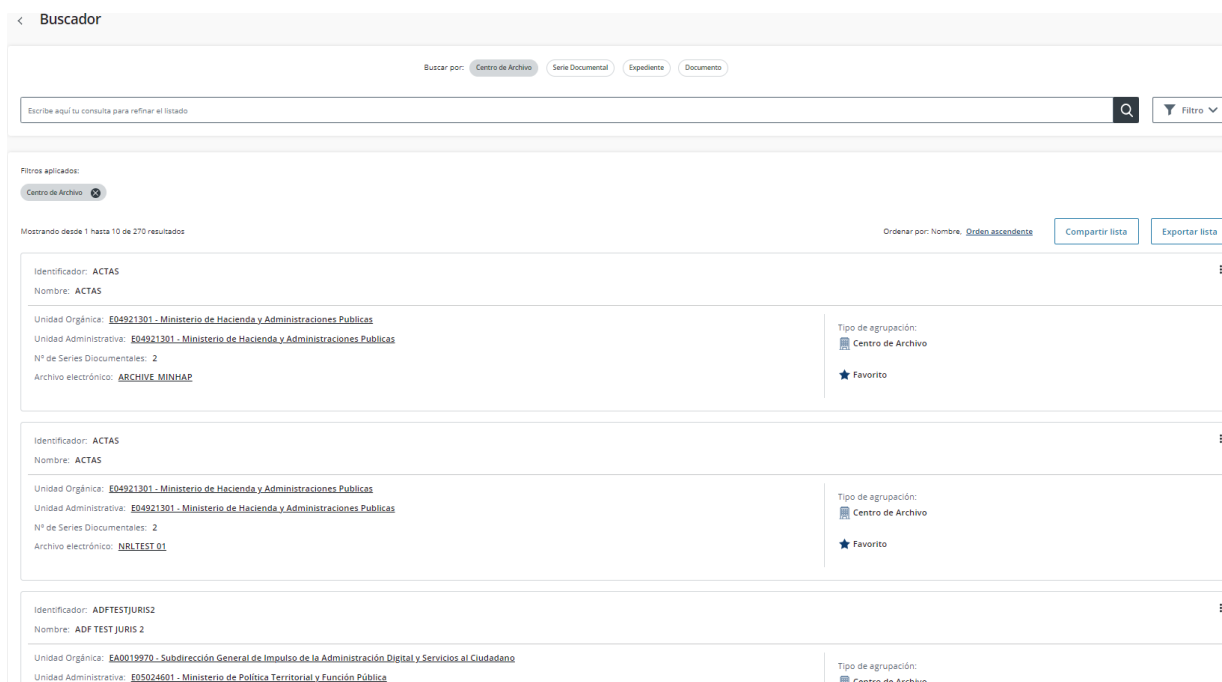 Buscador
Buscar por: Centro de Archivo Serie Documental Expediente Documento
Escribe aquí tu consulta para refinar el listado
Filtro
Filtros aplicados:
Centro de Archivo
Mostrando desde 1 hasta 10 de 270 resultados
Ordenar por: Nombre, Orden ascendente
Compartir lista
Exportar lista
Identificador: ACTAS
Nombre: ACTAS
Unidad Orgánica: E04921301 - Ministerio de Hacienda y Administraciones Publicas
Unidad Administrativa: E04921301 - Ministerio de Hacienda y Administraciones Publicas
Nº de Series Diocumentales: 2
Archivo electrónico: ARCHIVE MINHAP
Tipo de agrupación:
Centro de Archivo
Favorito
Identificador: ACTAS
Nombre: ACTAS
Unidad Orgánica: E04921301 - Ministerio de Hacienda y Administraciones Publicas
Unidad Administrativa: E04921301 - Ministerio de Hacienda y Administraciones Publicas
Nº de Series Diocumentales: 2
Archivo electrónico: NRLTEST 01
Tipo de agrupación:
Centro de Archivo
Favorito
Identificador: ADFTESTJURIS2
Nombre: ADF TEST JURIS 2
Unidad Orgánica: EA0019970 - Subdirección General de Impulso de la Administración Digital y Servicios al Ciudadano
Unidad Administrativa: E05024601 - Ministerio de Política Territorial y Función Pública
Tipo de agrupación:
Centro de Archivo